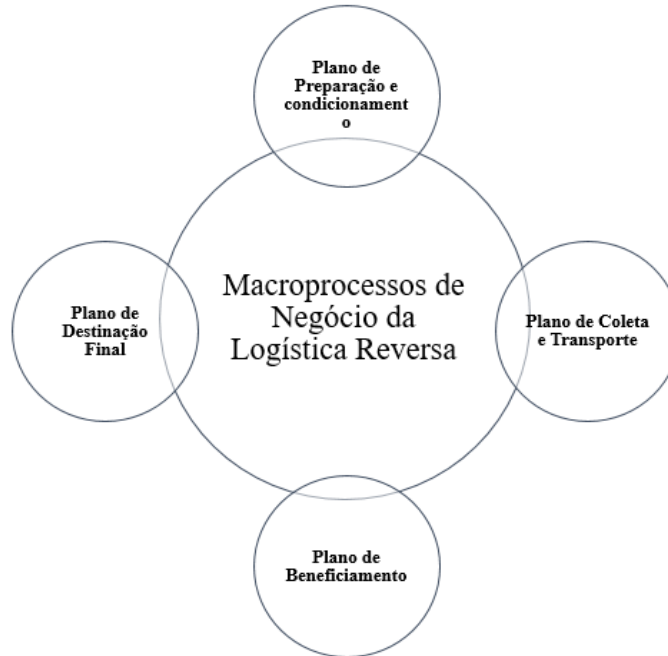 Plano de
Preparação e
condicionament
o
Macroprocessos de
Negócio da
Logística Reversa
Plano de
Destinação
Final
Plano de Coleta
e Transporte
Plano de
Beneficiamento